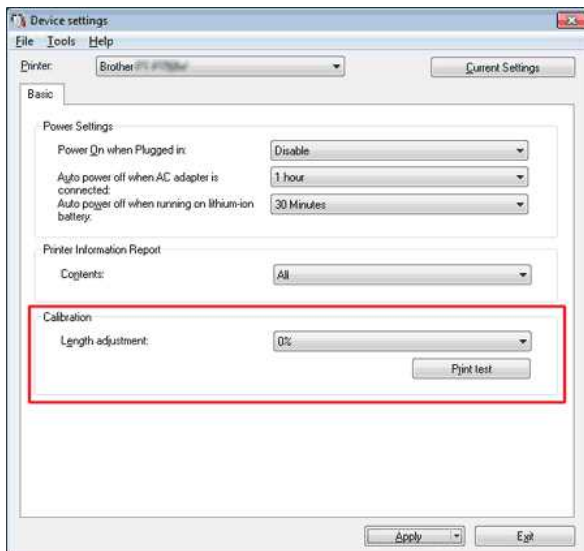 Device settings
File Tools Help
Printer: Brother
Current Settings
Basic
Power Settings
Power On when Plugged in: Disable
Auto power off when AC adapter is connected: 1 hour
Auto power off when running on lithium-ion battery: 30 Minutes
Printer Information Report
Contents: All
Calibration
Length adjustment: 0%
Print test
Apply
Exit